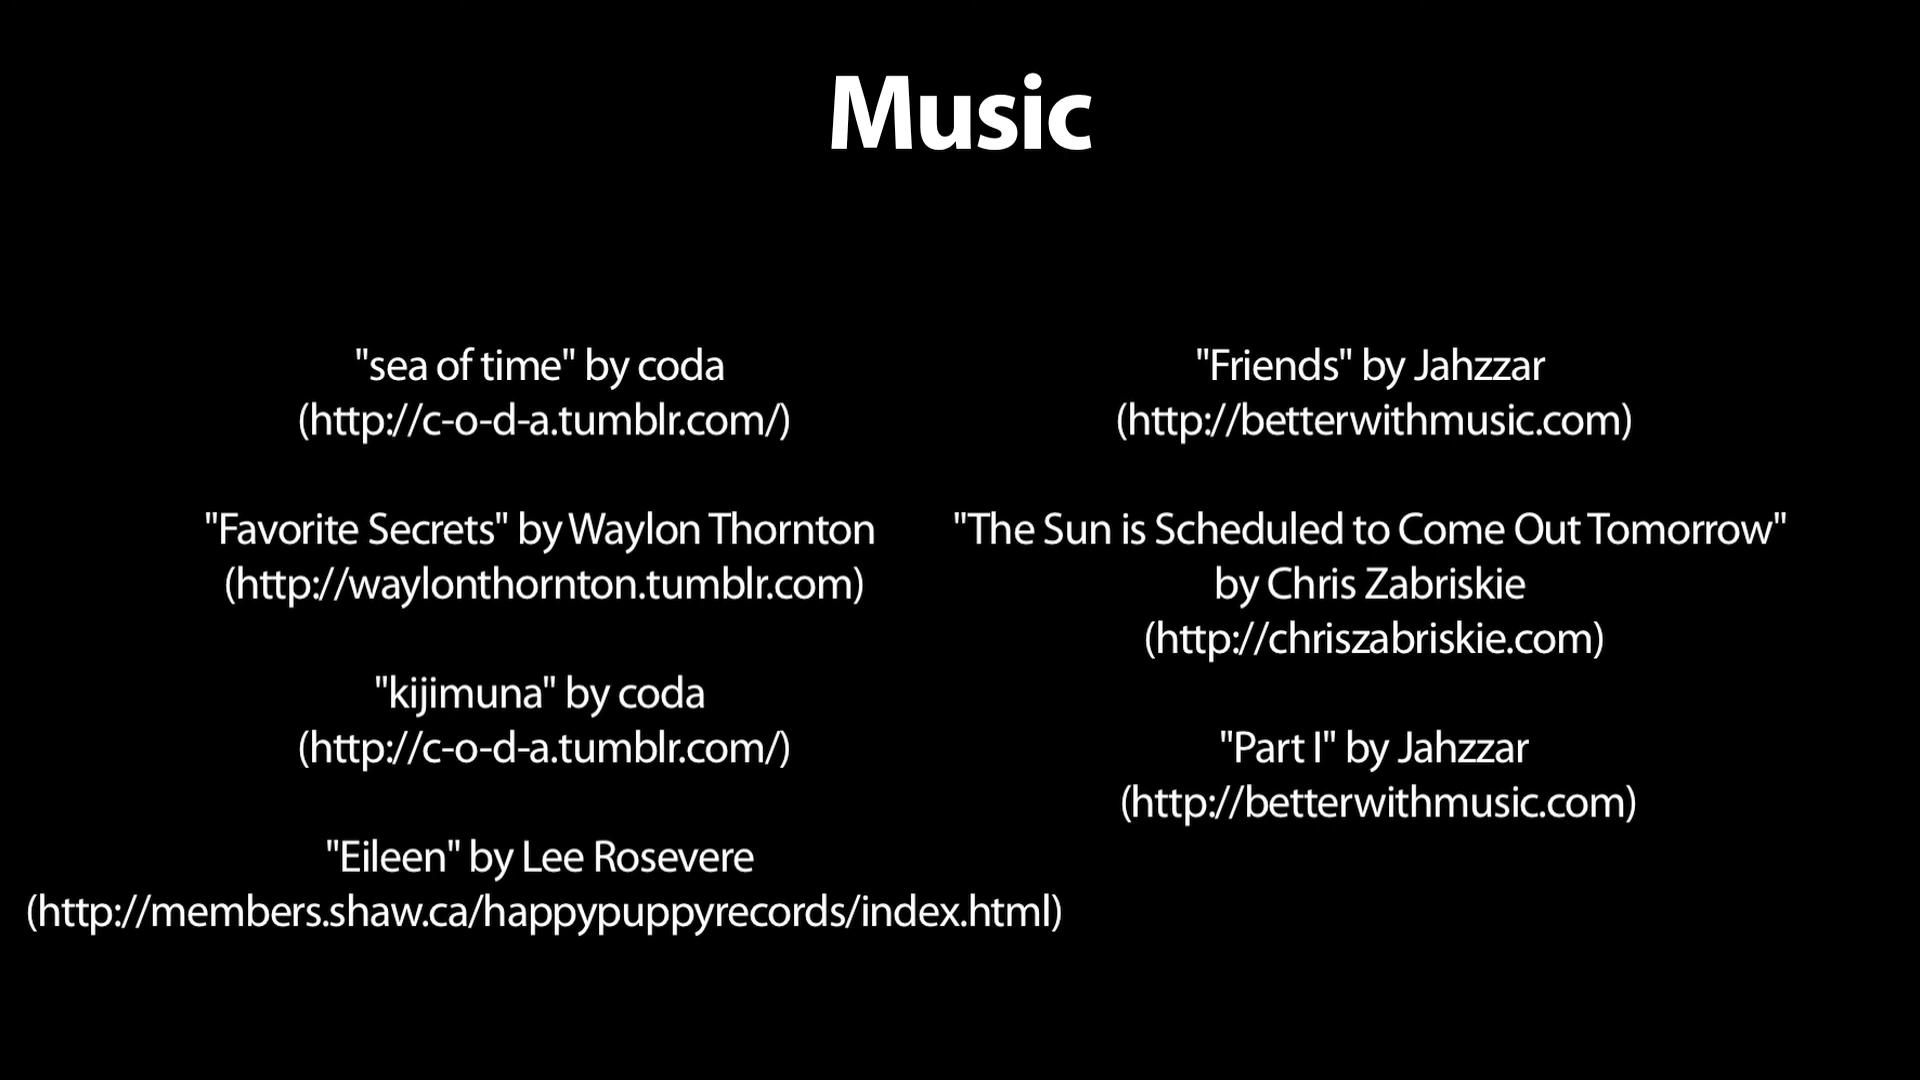 Music
"sea of time" by coda
(http://c-o-d-a.tumblr.com/)
"Favorite Secrets" by Waylon Thornton
(http://waylonthornton.tumblr.com)
"kijimuna" by coda
(http://c-o-d-a.tumblr.com/)
"Eileen" by Lee Rosevere
(http://members.shaw.ca/happypuppyrecords/index.html)
"Friends" by Jahzzar
(http://betterwithmusic.com)
"The Sun is Scheduled to Come Out Tomorrow"
by Chris Zabriskie
(http://chriszabriskie.com)
"Part I" by Jahzzar
(http://betterwithmusic.com)